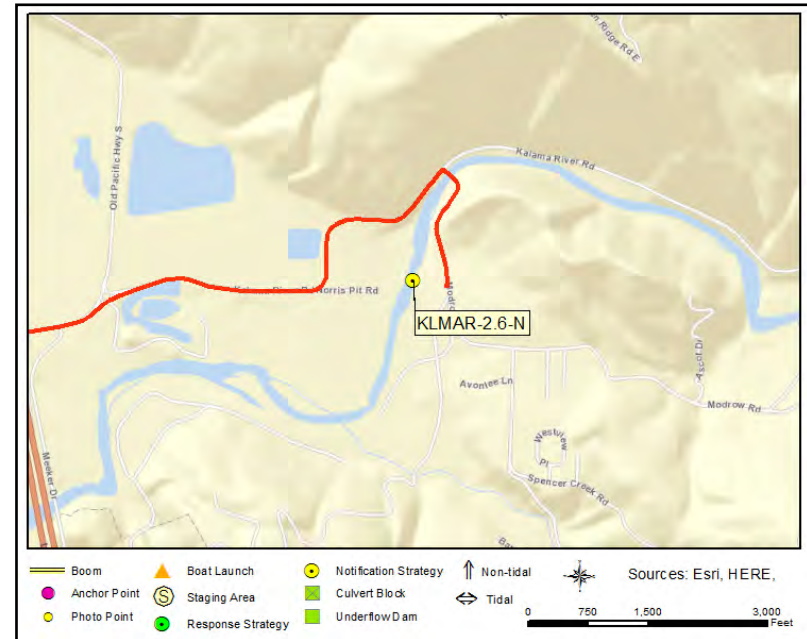 n Ridge Rd E
Old Pacific Hwy S
Kalama River Rd
Norris Pit Rd
KLMAR-2.6-N
Avontee Ln
Ascot Dr
Modrow Rd
Westview
Pl
Spencer Creek Rd
Meeker Dr
Boom
Boat Launch
Notification Strategy
Non-tidal
Sources: Esri, HERE,
Anchor Point
Staging Area
S
Culvert Block
Tidal
Photo Point
Response Strategy
Underflow Dam
0 750 1,500 3,000
Feet